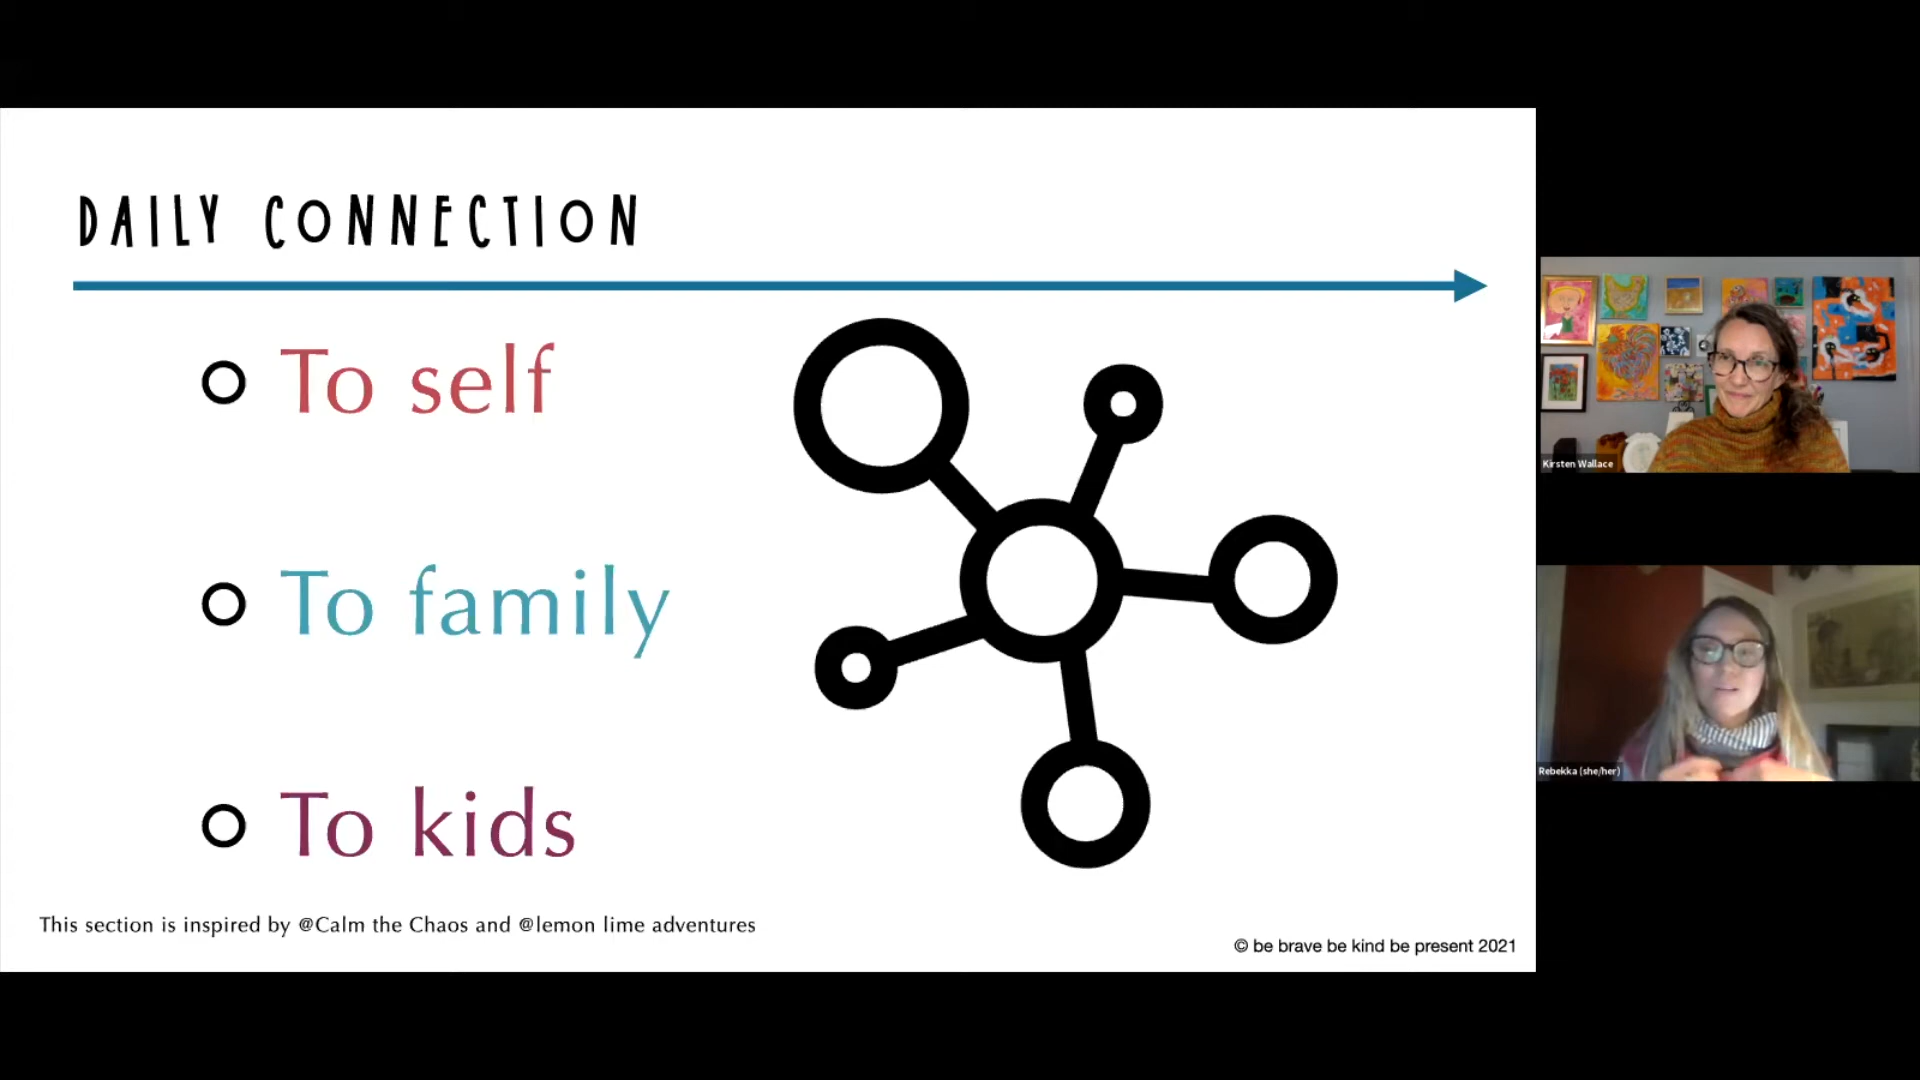 DAILY CONNECTION
To self
To family
To kids
This section is inspired by @Calm the Chaos and @lemon lime adventures
© be brave be kind be present 2021
Kirsten Wallace
Rebekka (she/her)